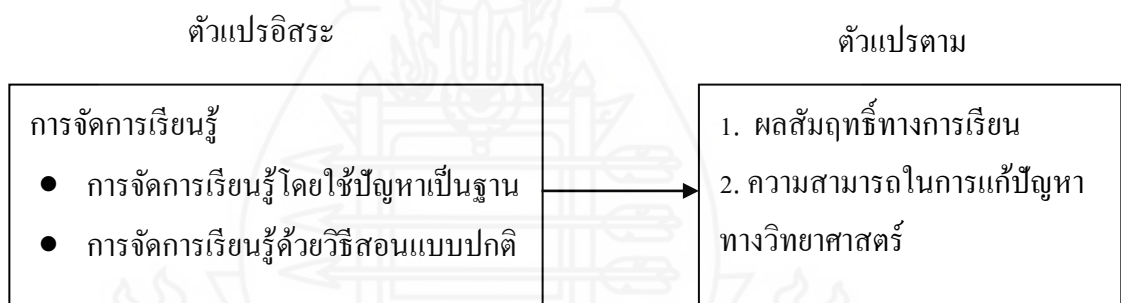 ตัวแปรอิสระ
ตัวแปรตาม
การจัดการเรียนรู้
● การจัดการเรียนรู้โดยใช้ปัญหาเป็นฐาน
● การจัดการเรียนรู้ด้วยวิธีสอนแบบปกติ
1. ผลสัมฤทธิ์ทางการเรียน
2. ความสามารถในการแก้ปัญหา
ทางวิทยาศาสตร์